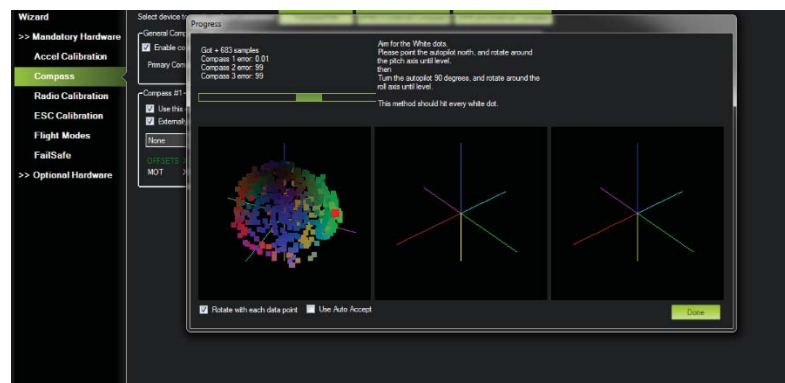 Wizard
>> Mandatory Hardware
Accel Calibration
Compass
Radio Calibration
ESC Calibration
Flight Modes
FailSafe
>> Optional Hardware
Select device to
General Comp
Enable co
Primary Com
Compass #1
Use this
Externally
None
OFFSETS
MOT
Progress
Got + 683 samples
Compass 1 error: 0.01
Compass 2 error: 99
Compass 3 error: 99
Aim for the White dots.
Please point the autopilot north, and rotate around
the pitch axis until level.
then
Turn the autopilot 90 degrees, and rotate around the
roll axis until level.
This method should hit every white dot.
Rotate with each data point
Use Auto Accept
Done